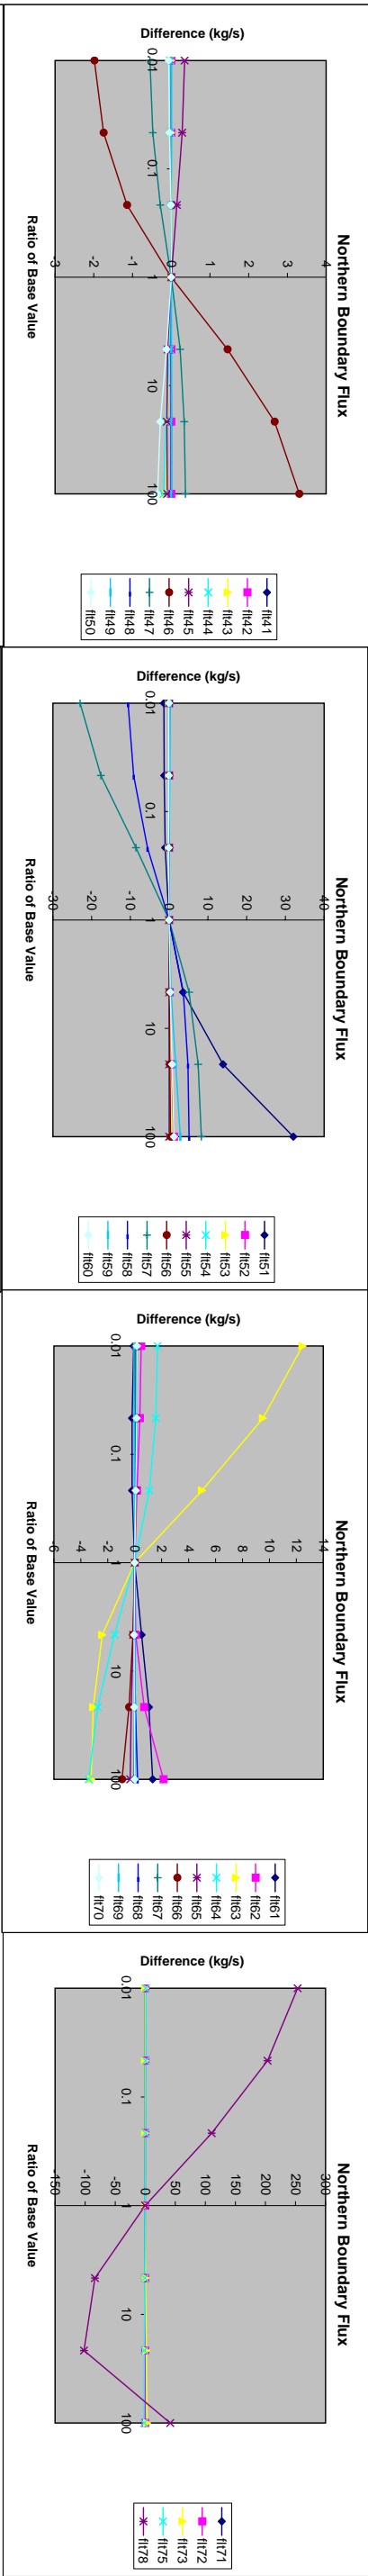 Northern Boundary Flux
Difference (kg/s)
4
3
2
1
0
-1
-2
-3
0.01
0.1
1
10
100
Ratio of Base Value
flt41
flt42
flt43
flt44
flt45
flt46
flt47
flt48
flt49
flt50
Northern Boundary Flux
Difference (kg/s)
40
30
20
10
0
-10
-20
-30
0.01
0.1
1
10
100
Ratio of Base Value
flt51
flt52
flt53
flt54
flt55
flt56
flt57
flt58
flt59
flt60
Northern Boundary Flux
Difference (kg/s)
14
12
10
8
6
4
2
0
-2
-4
-6
0.01
0.1
1
10
100
Ratio of Base Value
flt61
flt62
flt63
flt64
flt65
flt66
flt67
flt68
flt69
flt70
Northern Boundary Flux
Difference (kg/s)
300
250
200
150
100
50
0
-50
-100
-150
0.01
0.1
1
10
100
Ratio of Base Value
flt71
flt72
flt73
flt75
flt78